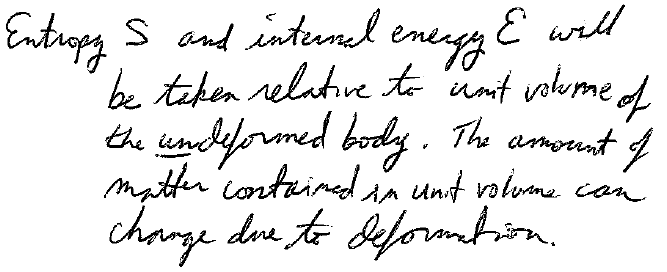 Entropy S and internal energy E will
be taken relative to unit volume of
the undeformed body. The amount of
matter contained in unit volume can
change due to deformation.